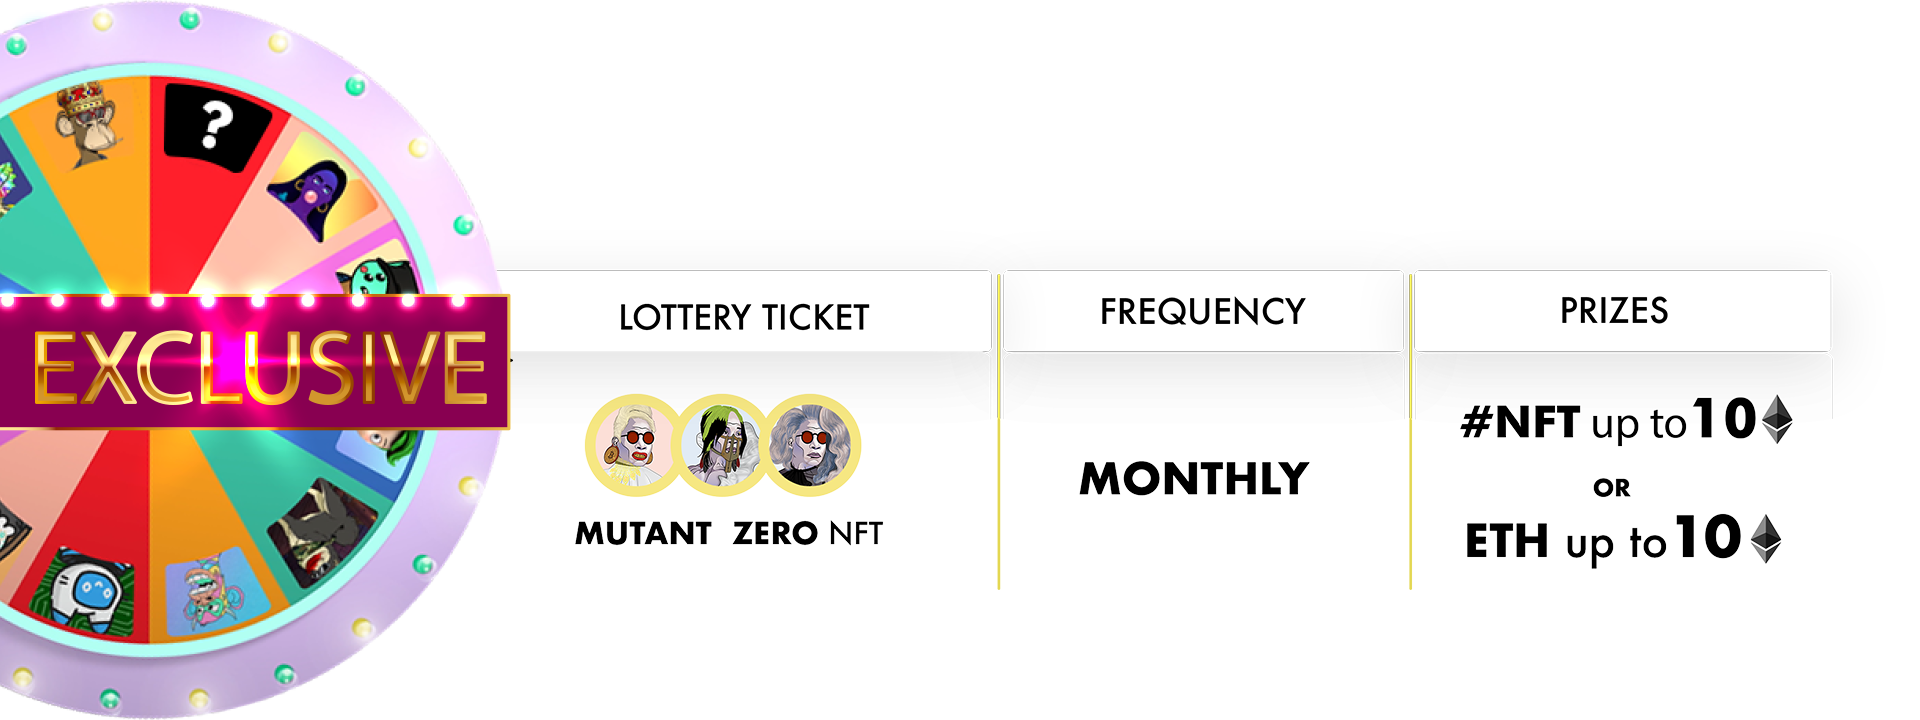 ?
EXCLUSIVE
LOTTERY TICKET
FREQUENCY
PRIZES
MUTANT ZERO NFT
MONTHLY
#NFT up to 10
OR
ETH up to 10